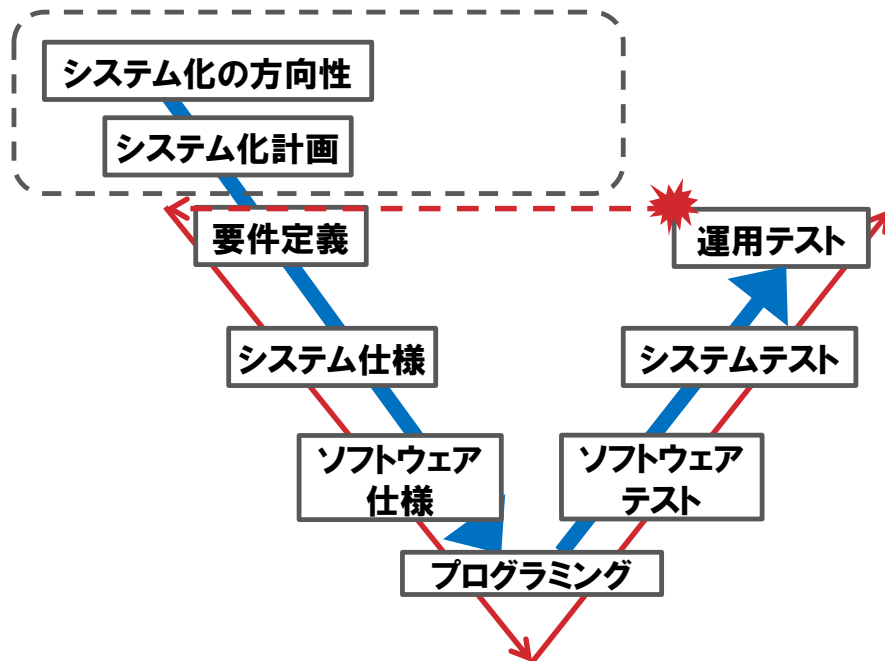 システム化の方向性
システム化計画
要件定義
運用テスト
システム仕様
システムテスト
ソフトウェア
仕様
ソフトウェア
テスト
プログラミング